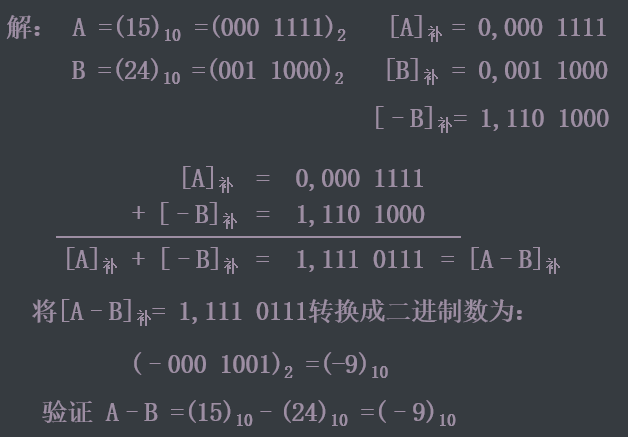 解： A =(15)₁₀ =(000 1111)₂ [A]补 = 0,000 1111
B =(24)₁₀ =(001 1000)₂ [B]补 = 0,001 1000
[－B]补= 1,110 1000
[A]补 = 0,000 1111
+ [－B]补 = 1,110 1000
[A]补 + [－B]补 = 1,111 0111 = [A－B]补
将[A－B]补= 1,111 0111转换成二进制数为：
(－000 1001)₂ =(-9)₁₀
验证 A－B =(15)₁₀－(24)₁₀ =(－9)₁₀